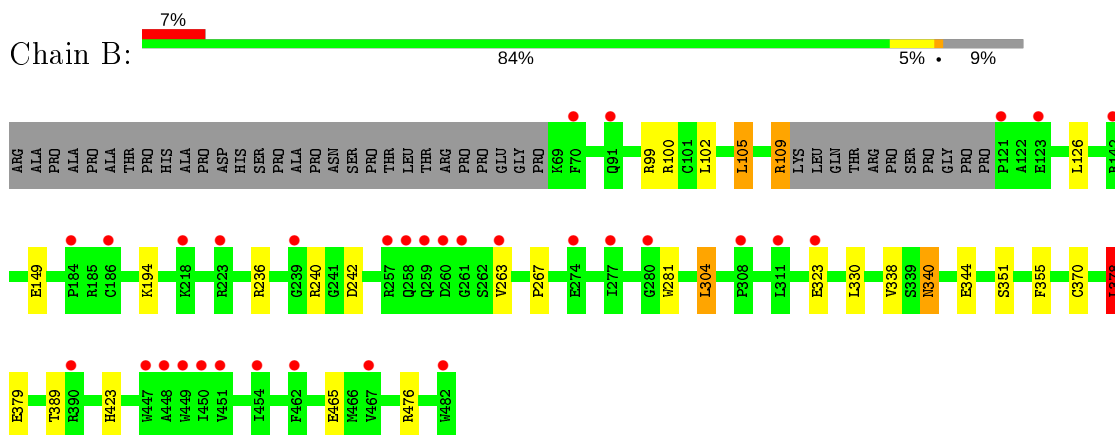 7%
Chain B:
84% 5% • 9%
ARG ALA PRO ALA PRO ALA THR PRO HIS ALA PRO ASP HIS SER PRO ALA PRO ASN SER PRO THR LEU THR ARG PRO PRO GLU GLY PRO K69 F70 Q91 R99 R100 C101 L102 L105 R109 LYS LEU GLN THR ARG PRO SER PRO GLY PRO PRO P121 A122 E123 L126
E149 P184 R185 C186 K194 K218 R223 R236 G239 R240 G241 D242 R257 Q258 Q259 D260 G261 S262 V263 P267 E274 I277 G280 W281 L304 P308 L311 E323 L330 V338 S339 N340 E344 S351 F355 C370 L378
E379 T389 R390 H423 W447 A448 W449 I450 V451 I454 F462 E465 M466 V467 R476 W482